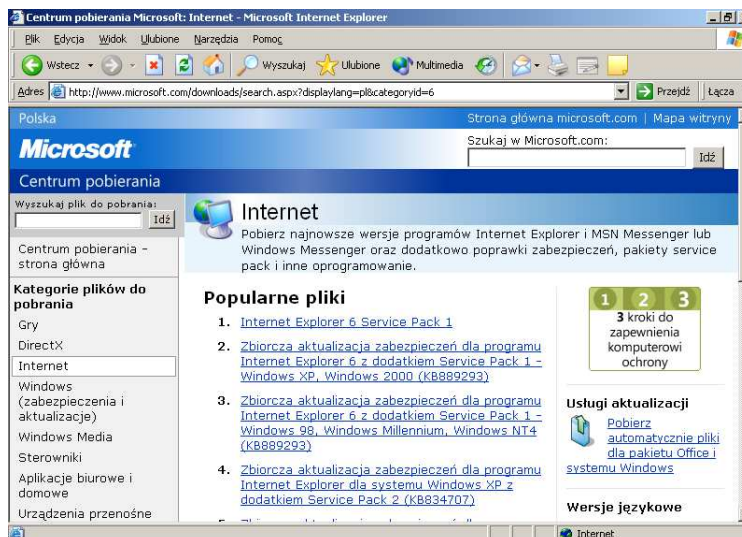 Centrum pobierania Microsoft: Internet - Microsoft Internet Explorer
Plik Edycja Widok Ulubione Narzędzia Pomoc
Wstecz Wyszukaj Ulubione Multimedia
Adres http://www.microsoft.com/downloads/search.aspx?displaylang=pl&categoryid=6 Przejdź Łącza
Polska Strona główna microsoft.com | Mapa witryny
Microsoft Szukaj w Microsoft.com:
Idź
Centrum pobierania
Wyszukaj plik do pobrania:
Idź
Centrum pobierania -
strona główna
Kategorie plików do
pobrania
Gry
DirectX
Internet
Windows
(zabezpieczenia i
aktualizacje)
Windows Media
Sterowniki
Aplikacje biurowe i
domowe
Urządzenia przenośne
Internet
Pobierz najnowsze wersje programów Internet Explorer i MSN Messenger lub
Windows Messenger oraz dodatkowo poprawki zabezpieczeń, pakiety service
pack i inne oprogramowanie.
Popularne pliki
1. Internet Explorer 6 Service Pack 1
2. Zbiorcza aktualizacja zabezpieczeń dla programu
Internet Explorer 6 z dodatkiem Service Pack 1 -
Windows XP, Windows 2000 (KB889293)
3. Zbiorcza aktualizacja zabezpieczeń dla programu
Internet Explorer 6 z dodatkiem Service Pack 1 -
Windows 98, Windows Millennium, Windows NT4
(KB889293)
4. Zbiorcza aktualizacja zabezpieczeń dla programu
Internet Explorer dla systemu Windows XP z
dodatkiem Service Pack 2 (KB834707)
1 2 3
3 kroki do
zapewnienia
komputerowi
ochrony
Usługi aktualizacji
Pobierz
automatycznie pliki
dla pakietu Office i
systemu Windows
Wersje językowe
Internet